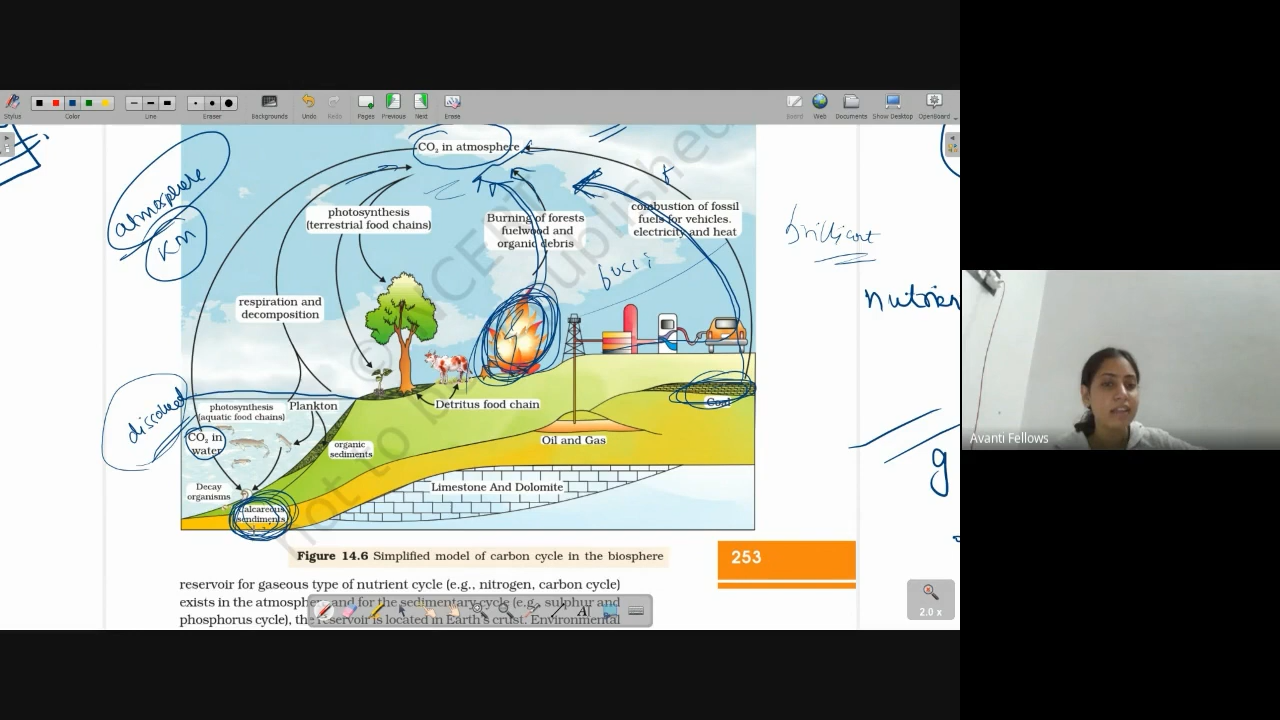 Stylus
Color
Line
Eraser
Backgrounds
Undo
Redo
Pages
Previous
Next
Erase
Board
Web
Documents
Show Desktop
OpenBoard
CO₂ in atmosphere
atmosphere
KM
photosynthesis
(terrestrial food chains)
Burning of forests
fuelwood and
organic debris
combustion of fossil
fuels for vehicles.
electricity and heat
brilliant
respiration and
decomposition
photosynthesis
(aquatic food chains)
Plankton
Detritus food chain
Coal
dissolved
CO₂ in
water
organic
sediments
Oil and Gas
Decay
organisms
Calcareous
sendiments
Limestone And Dolomite
g
Avanti Fellows
Figure 14.6 Simplified model of carbon cycle in the biosphere
253
reservoir for gaseous type of nutrient cycle (e.g., nitrogen, carbon cycle)
exists in the atmosphere and for the sedimentary cycle (e.g., sulphur and
phosphorus cycle), the reservoir is located in Earth's crust. Environmental
2.0 x